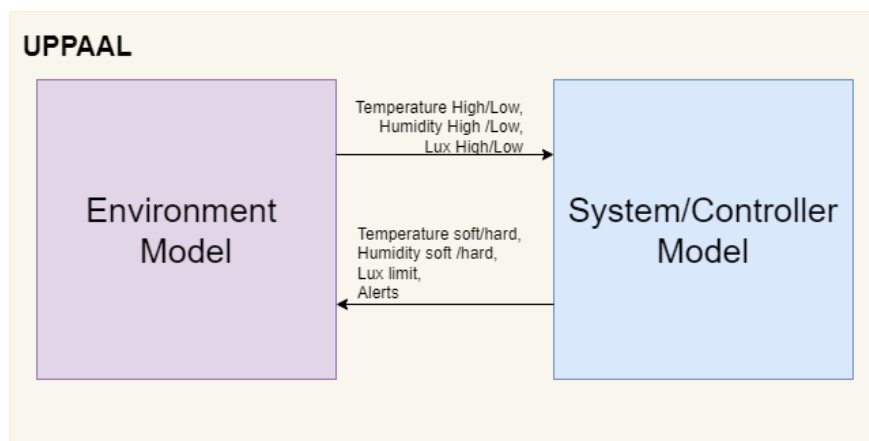 UPPAAL
Temperature High/Low,
Humidity High /Low,
Lux High/Low
Environment
Model
System/Controller
Model
Temperature soft/hard,
Humidity soft /hard,
Lux limit,
Alerts